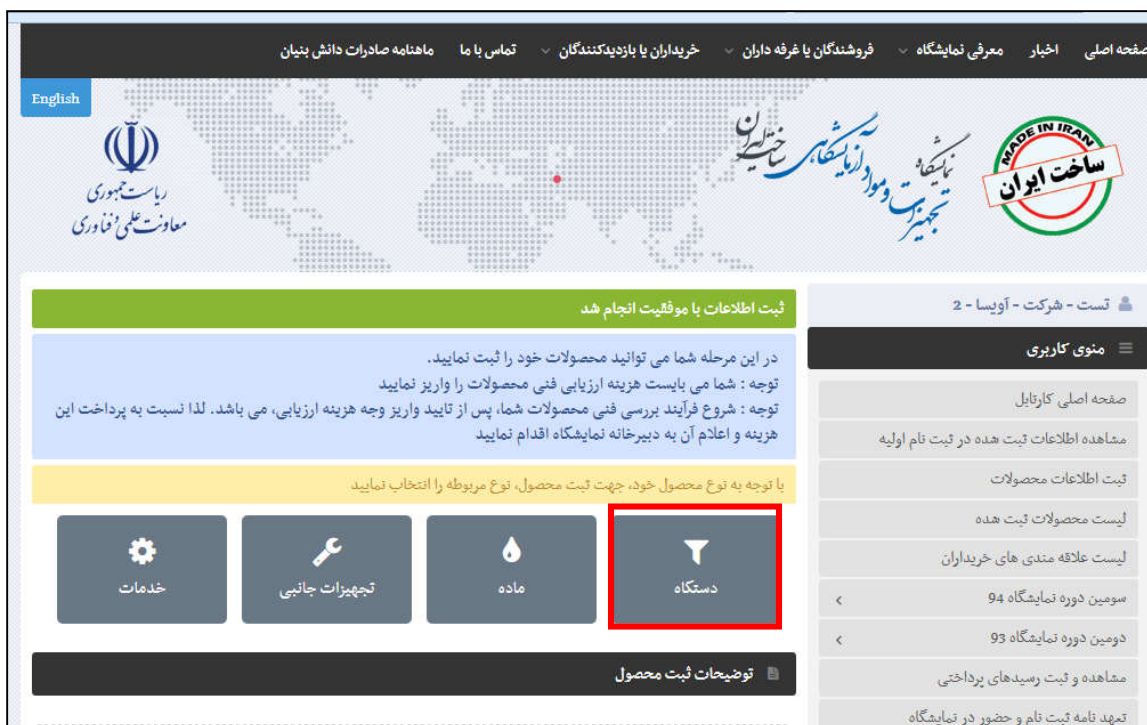 صفحه اصلی اخبار معرفی نمایشگاه فروشندگان یا غرفه داران خریداران یا بازدیدکنندگان تماس با ما ماهنامه صادرات دانش بنیان
English
MADE IN IRAN
ساخت ایران
نمایشگاه
تجهیزات و مواد آزمایشگاهی ساخت ایران
ریاست جمهوری
معاونت علمی و فناوری
تست - شرکت - آویسا - 2
منوی کاربری
صفحه اصلی کارتابل
مشاهده اطلاعات ثبت شده در ثبت نام اولیه
ثبت اطلاعات محصولات
لیست محصولات ثبت شده
لیست علاقه مندی های خریداران
سومین دوره نمایشگاه 94
دومین دوره نمایشگاه 93
مشاهده و ثبت رسیدهای پرداختی
تعهد نامه ثبت نام و حضور در نمایشگاه
ثبت اطلاعات با موفقیت انجام شد
در این مرحله شما می توانید محصولات خود را ثبت نمایید.
توجه : شما می بایست هزینه ارزیابی فنی محصولات را واریز نمایید
توجه : شروع فرآیند بررسی فنی محصولات شما، پس از تایید واریز وجه هزینه ارزیابی، می باشد. لذا نسبت به پرداخت این
هزینه و اعلام آن به دبیرخانه نمایشگاه اقدام نمایید
با توجه به نوع محصول خود، جهت ثبت محصول، نوع مربوطه را انتخاب نمایید
دستگاه
ماده
تجهیزات جانبی
خدمات
توضیحات ثبت محصول